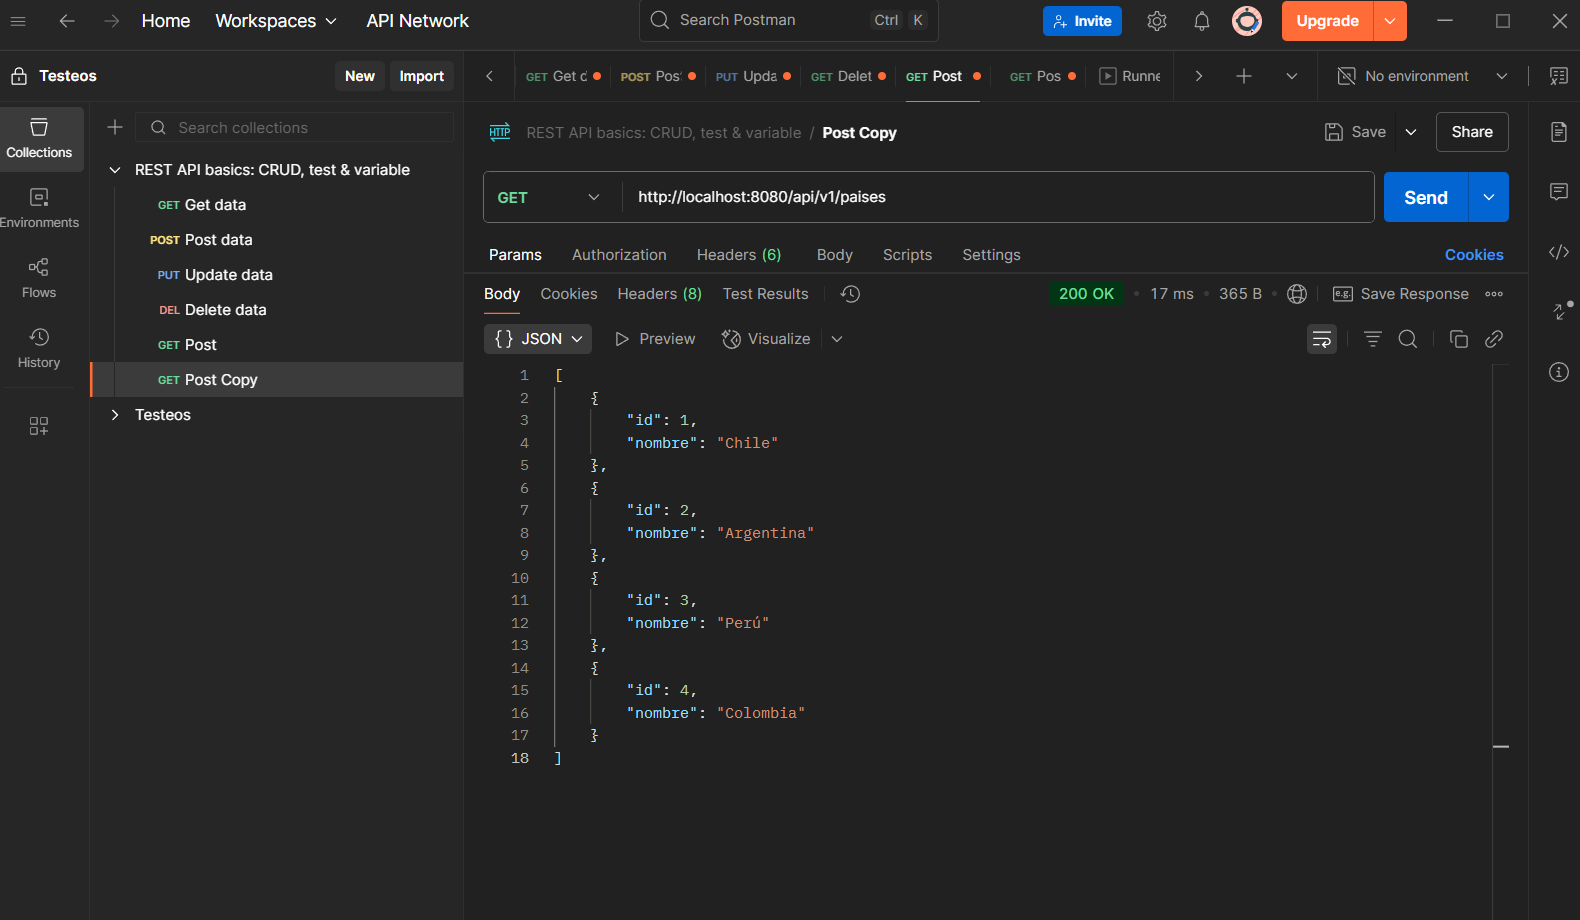 Home Workspaces API Network Search Postman Ctrl K Invite Upgrade
Testeos New Import GET Get d POST Pos PUT Upda GET Delet GET Post GET Pos Runne No environment
Collections
Environments
Flows
History
Search collections
REST API basics: CRUD, test & variable
GET Get data
POST Post data
PUT Update data
DEL Delete data
GET Post
GET Post Copy
Testeos
HTTP REST API basics: CRUD, test & variable / Post Copy Save Share
GET http://localhost:8080/api/v1/paises Send
Params Authorization Headers (6) Body Scripts Settings Cookies
Body Cookies Headers (8) Test Results 200 OK • 17 ms • 365 B • e.g. Save Response
{} JSON Preview Visualize
1 [
2 {
3 "id": 1,
4 "nombre": "Chile"
5 },
6 {
7 "id": 2,
8 "nombre": "Argentina"
9 },
10 {
11 "id": 3,
12 "nombre": "Perú"
13 },
14 {
15 "id": 4,
16 "nombre": "Colombia"
17 }
18 ]